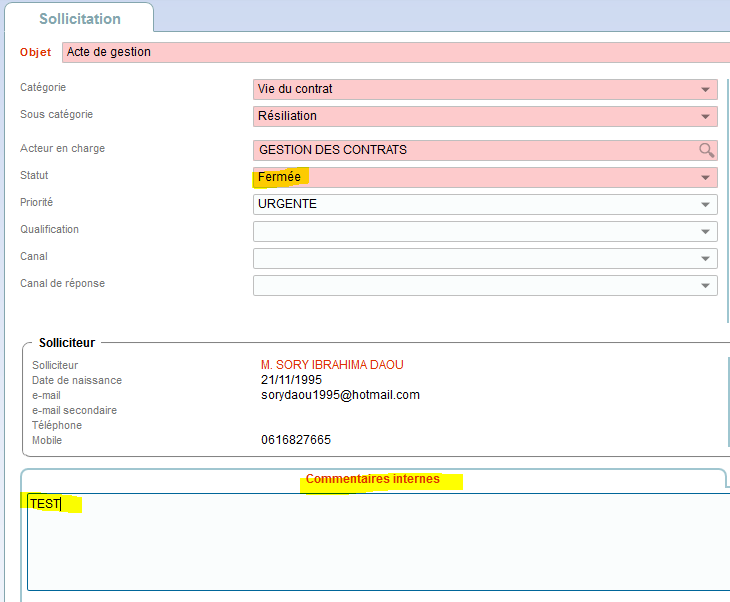 Sollicitation
Objet Acte de gestion
Catégorie Vie du contrat
Sous catégorie Résiliation
Acteur en charge GESTION DES CONTRATS
Statut Fermée
Priorité URGENTE
Qualification
Canal
Canal de réponse
Solliciteur
Solliciteur M. SORY IBRAHIMA DAOU
Date de naissance 21/11/1995
e-mail sorydaou1995@hotmail.com
e-mail secondaire
Téléphone
Mobile 0616827665
Commentaires internes
TEST